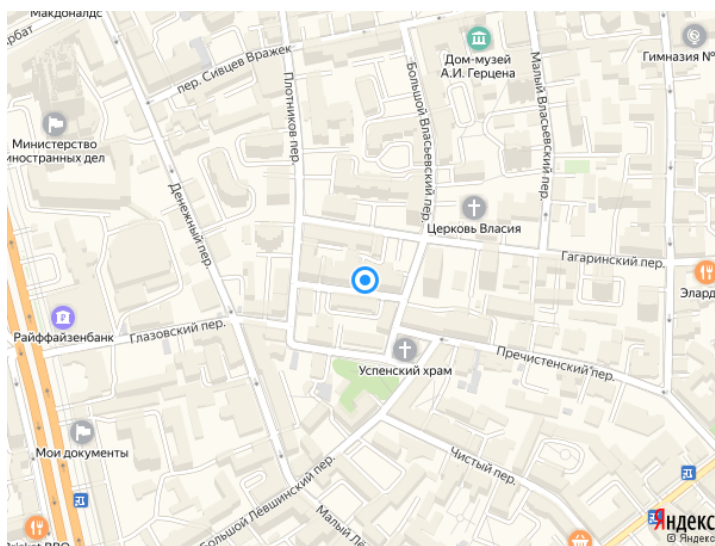 Макдоналдс
рбат
пер. Сивцев Вражек
Дом-музей
А.И. Герцена
Гимназия №
Министерство
иностранных дел
Плотников пер.
Большой Власьевский пер.
Малый Власьевский пер.
Денежный пер.
Церковь Власия
Гагаринский пер.
Элард
Райффайзенбанк
Глазовский пер.
Успенский храм
Пречистенский пер.
Мои документы
Чистый пер.
Большой Лёвшинский пер.
Малый Лё
Яндекс
© Яндекс